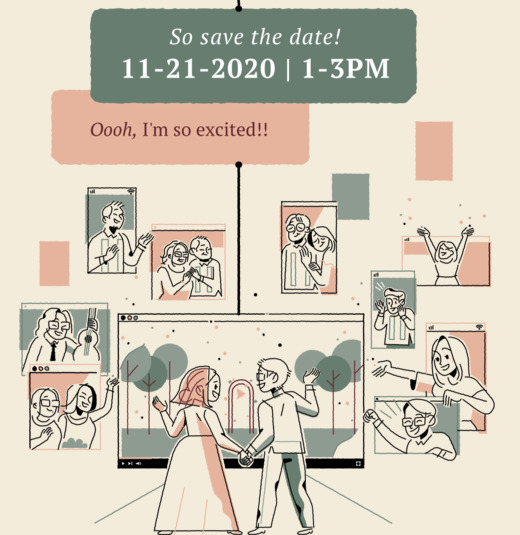 So save the date!
11-21-2020 | 1-3PM
Oooh, I'm so excited!!